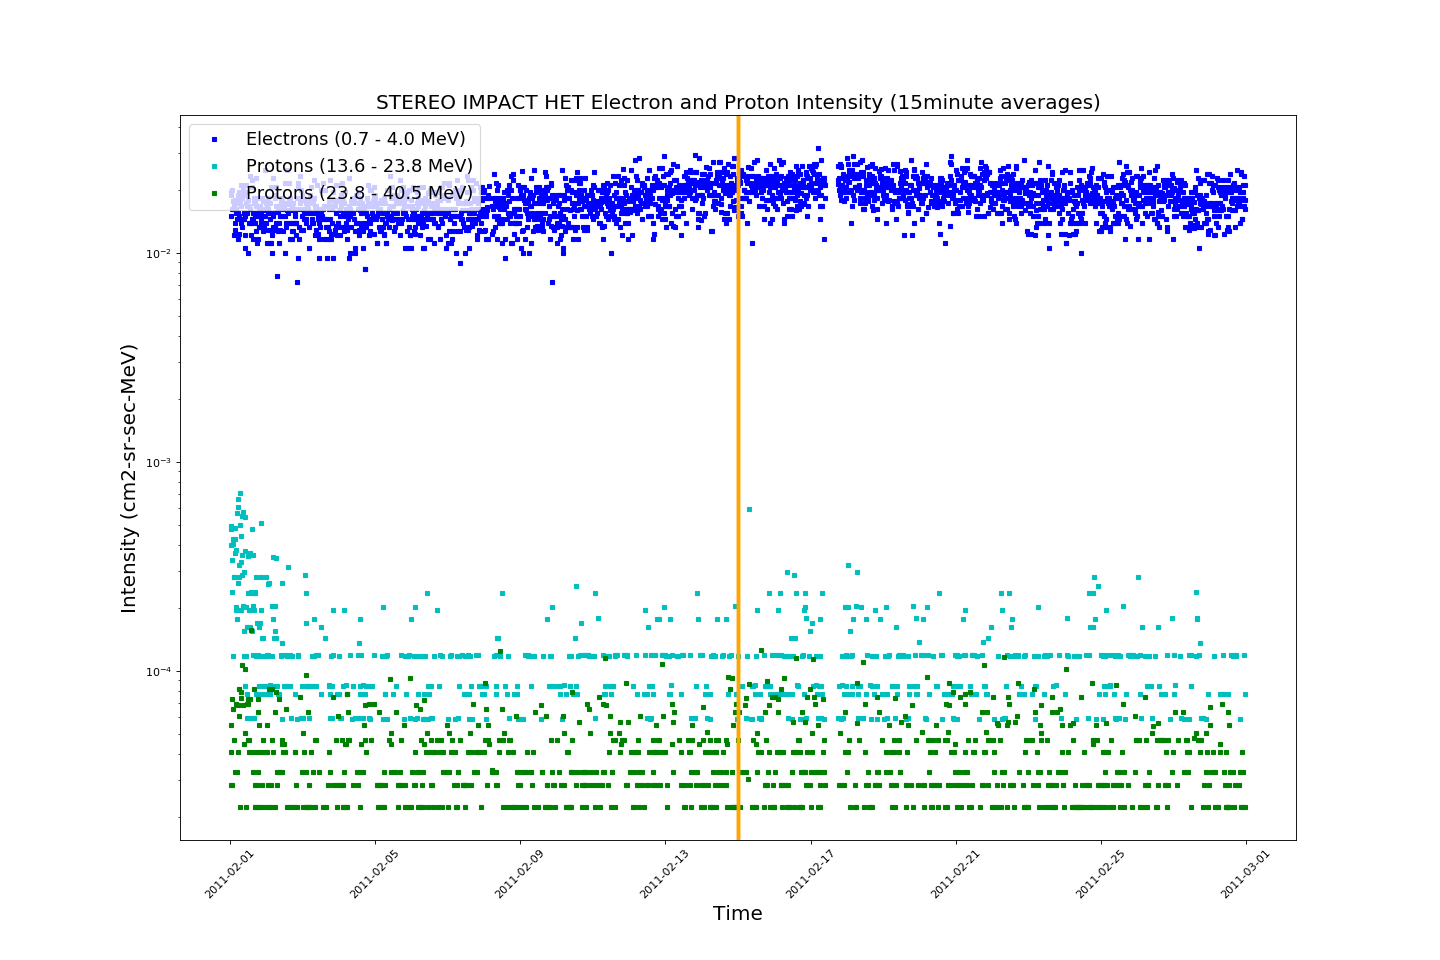 STEREO IMPACT HET Electron and Proton Intensity (15minute averages)
Electrons (0.7 - 4.0 MeV)
Protons (13.6 - 23.8 MeV)
Protons (23.8 - 40.5 MeV)
Intensity (cm2-sr-sec-MeV)
10⁻²
10⁻³
10⁻⁴
2011-02-01
2011-02-05
2011-02-09
2011-02-13
2011-02-17
2011-02-21
2011-02-25
2011-03-01
Time